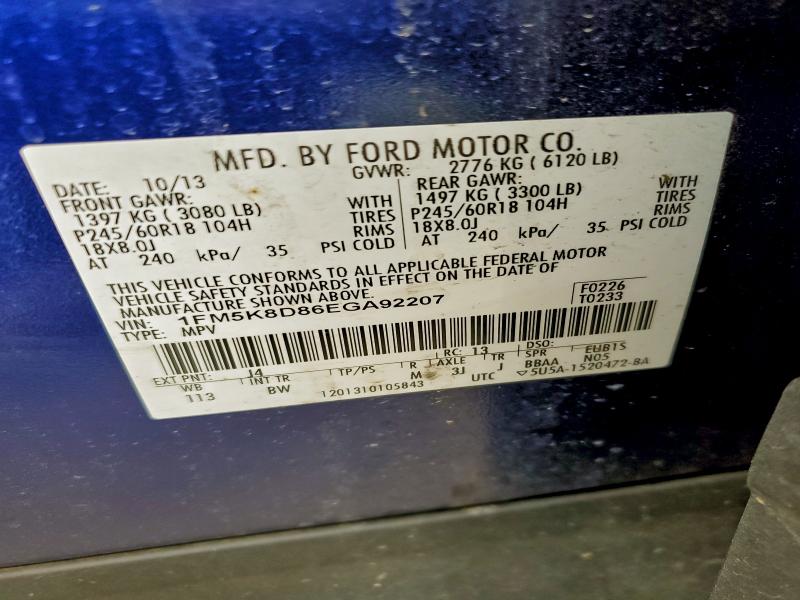 MFD. BY FORD MOTOR CO.
DATE: 10/13 GVWR: 2776 KG ( 6120 LB)
FRONT GAWR: REAR GAWR:
1397 KG ( 3080 LB) WITH 1497 KG ( 3300 LB) WITH
P245/60R18 104H TIRES P245/60R18 104H TIRES
18X8.0J RIMS 18X8.0J RIMS
AT 240 kPa/ 35 PSI COLD AT 240 kPa/ 35 PSI COLD
THIS VEHICLE CONFORMS TO ALL APPLICABLE FEDERAL MOTOR
VEHICLE SAFETY STANDARDS IN EFFECT ON THE DATE OF
MANUFACTURE SHOWN ABOVE.
VIN: 1FM5K8D86EGA92207 F0226
TYPE: MPV T0233
EXT PNT: J4 RC: 13 DSO:
WB INT TR TP/PS R AXLE TR SPR EUB1S
113 BW M 3J J BBAA N05
1201310105843 UTC ▽5U5A-1520472-BA